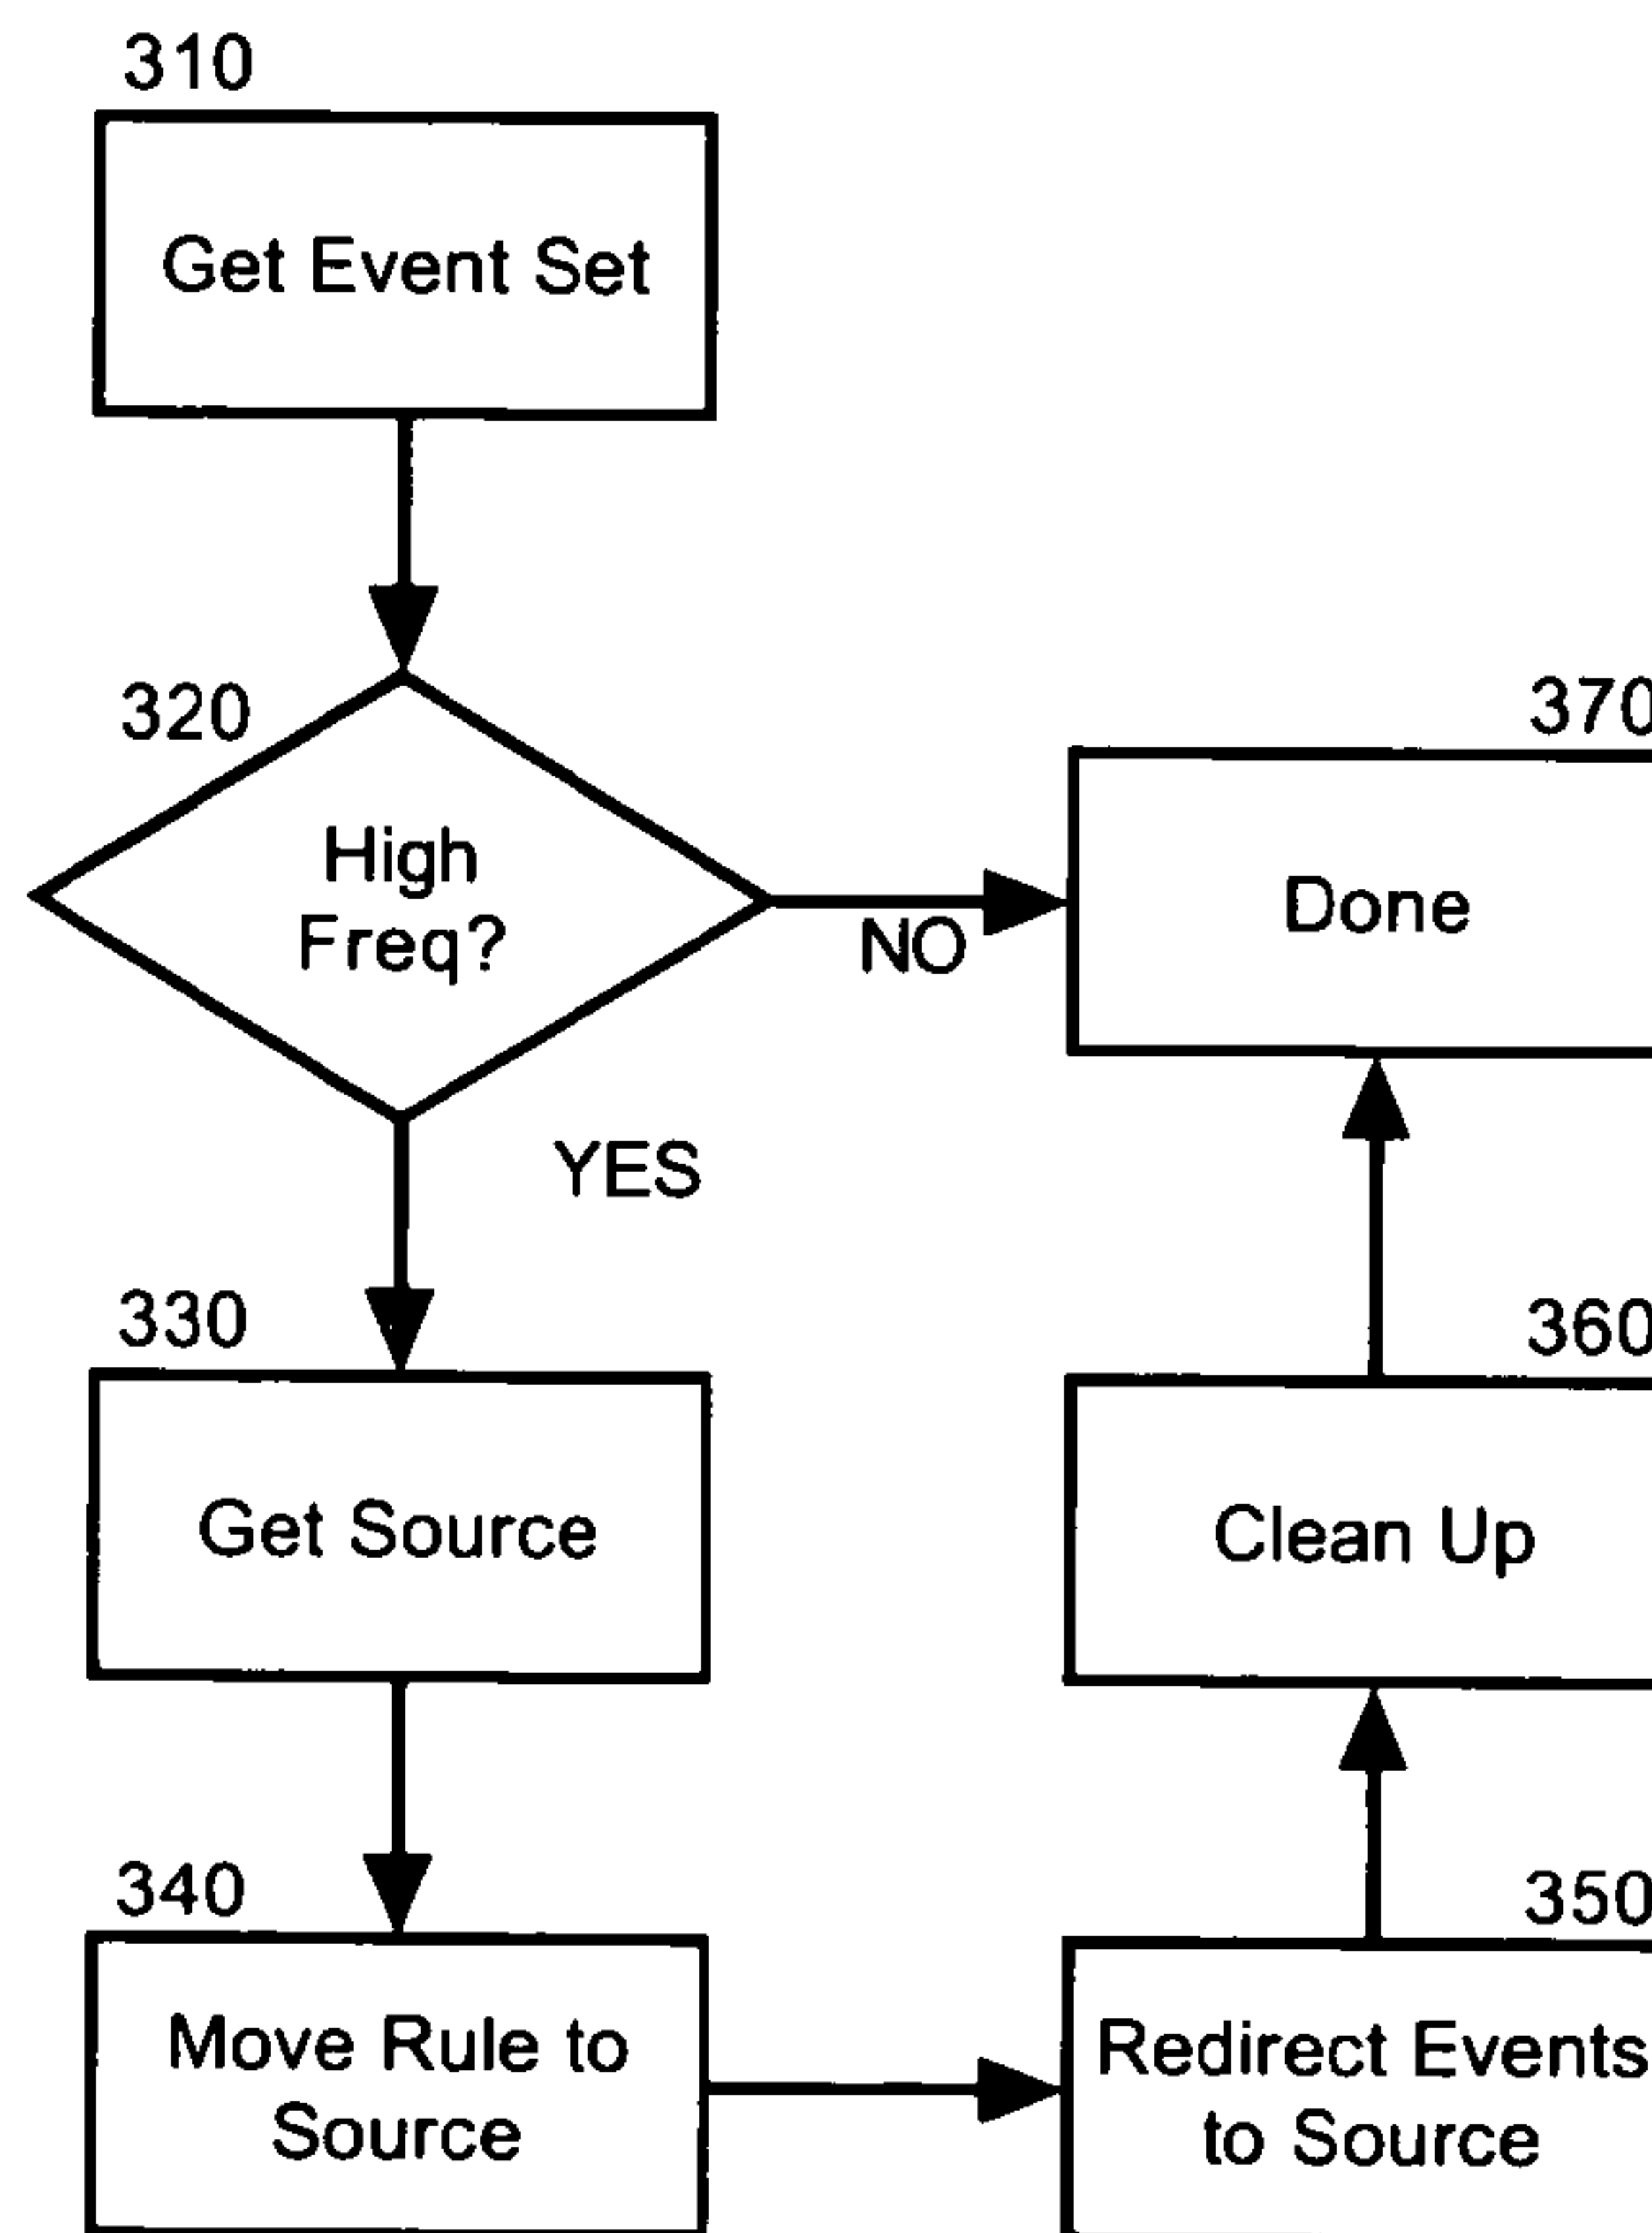 310
Get Event Set
320
High
Freq?
NO
370
Done
YES
330
Get Source
360
Clean Up
340
Move Rule to
Source
350
Redirect Events
to Source